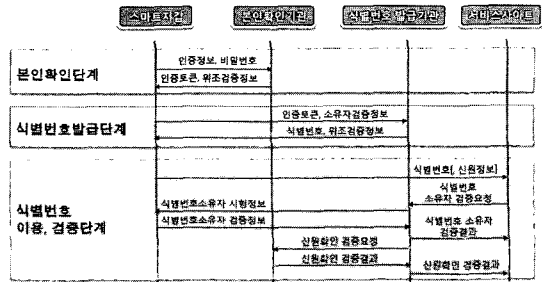 스마트지갑
본인확인기관
식별번호 발급기관
서비스사이트
본인확인단계
인증정보, 비밀번호
인증토큰, 위조검증정보
식별번호발급단계
인증토큰, 소유자검증정보
식별번호, 위조검증정보
식별번호
이용, 검증단계
식별번호[, 신원정보]
식별번호
소유자 검증요청
식별번호소유자 시험정보
식별번호소유자 검증정보
식별번호 소유자
검증결과
신원확인 검증요청
신원확인 검증결과
신원확인 검증결과